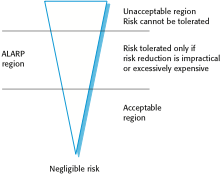 Unacceptable region
Risk cannot be tolerated
ALARP
region
Risk tolerated only if
risk reduction is impractical
or excessively expensive
Acceptable
region
Negligible risk